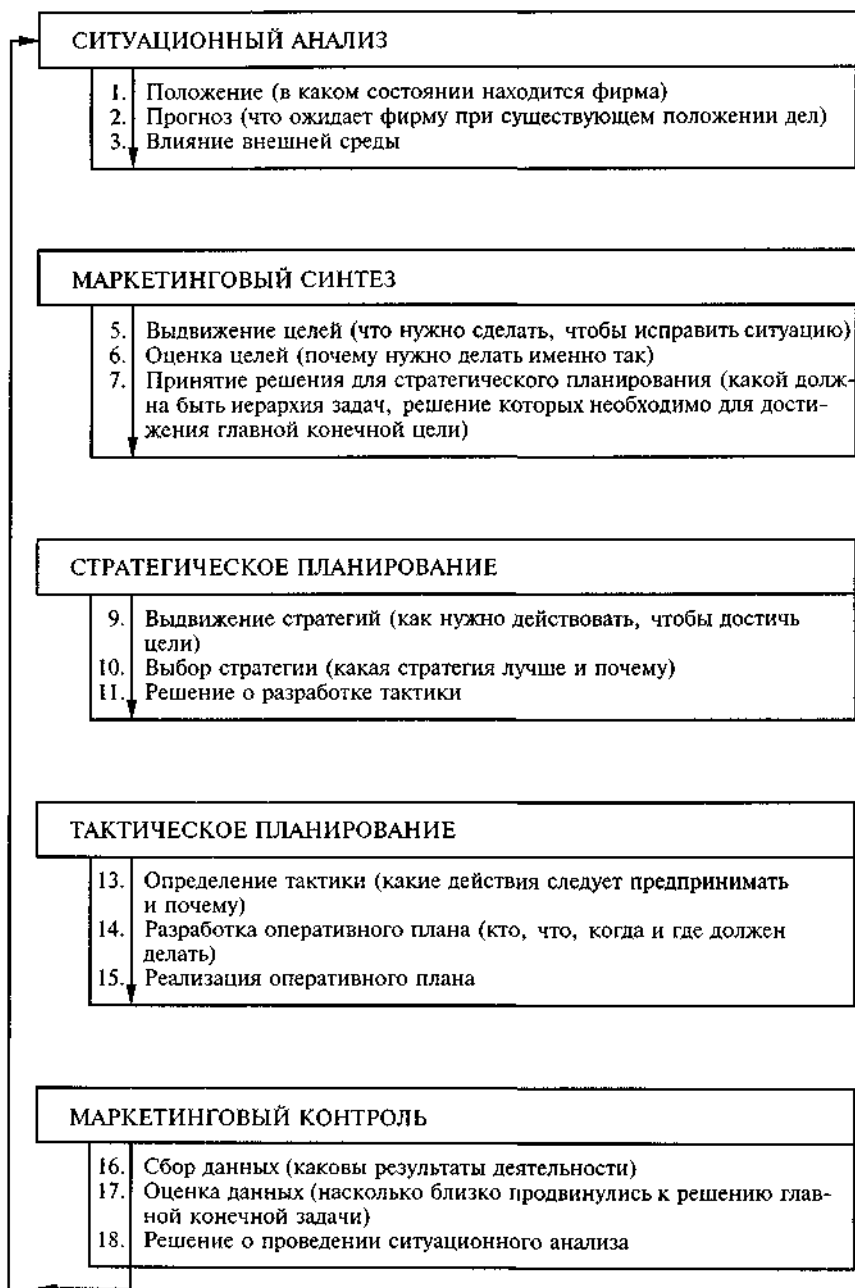 СИТУАЦИОННЫЙ АНАЛИЗ
1. Положение (в каком состоянии находится фирма)
2. Прогноз (что ожидает фирму при существующем положении дел)
3. Влияние внешней среды
МАРКЕТИНГОВЫЙ СИНТЕЗ
5. Выдвижение целей (что нужно сделать, чтобы исправить ситуацию)
6. Оценка целей (почему нужно делать именно так)
7. Принятие решения для стратегического планирования (какой долж-
на быть иерархия задач, решение которых необходимо для дости-
жения главной конечной цели)
СТРАТЕГИЧЕСКОЕ ПЛАНИРОВАНИЕ
9. Выдвижение стратегий (как нужно действовать, чтобы достичь
цели)
10. Выбор стратегии (какая стратегия лучше и почему)
11. Решение о разработке тактики
ТАКТИЧЕСКОЕ ПЛАНИРОВАНИЕ
13. Определение тактики (какие действия следует предпринимать
и почему)
14. Разработка оперативного плана (кто, что, когда и где должен
делать)
15. Реализация оперативного плана
МАРКЕТИНГОВЫЙ КОНТРОЛЬ
16. Сбор данных (каковы результаты деятельности)
17. Оценка данных (насколько близко продвинулись к решению глав-
ной конечной задачи)
18. Решение о проведении ситуационного анализа